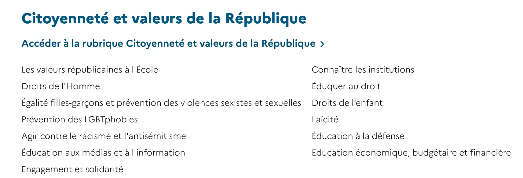 Citoyenneté et valeurs de la République
Accéder à la rubrique Citoyenneté et valeurs de la République >
Les valeurs républicaines à l'École
Droits de l'Homme
Égalité filles-garçons et prévention des violences sexistes et sexuelles
Prévention des LGBTphobies
Agir contre le racisme et l'antisémitisme
Éducation aux médias et à l'information
Engagement et solidarité
Connaître les institutions
Éduquer au droit
Droits de l'enfant
Laïcité
Éducation à la défense
Education économique, budgétaire et financière